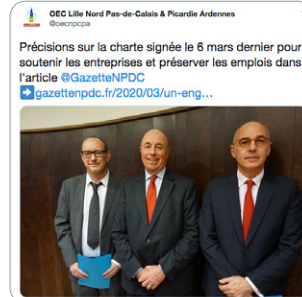 OEC Lille Nord Pas-de-Calais & Picardie Ardennes
@oecnpcpa
Précisions sur la charte signée le 6 mars dernier pour
soutenir les entreprises et préserver les emplois dans
l'article @GazetteNPDC
➡gazettenpdc.fr/2020/03/un-eng…